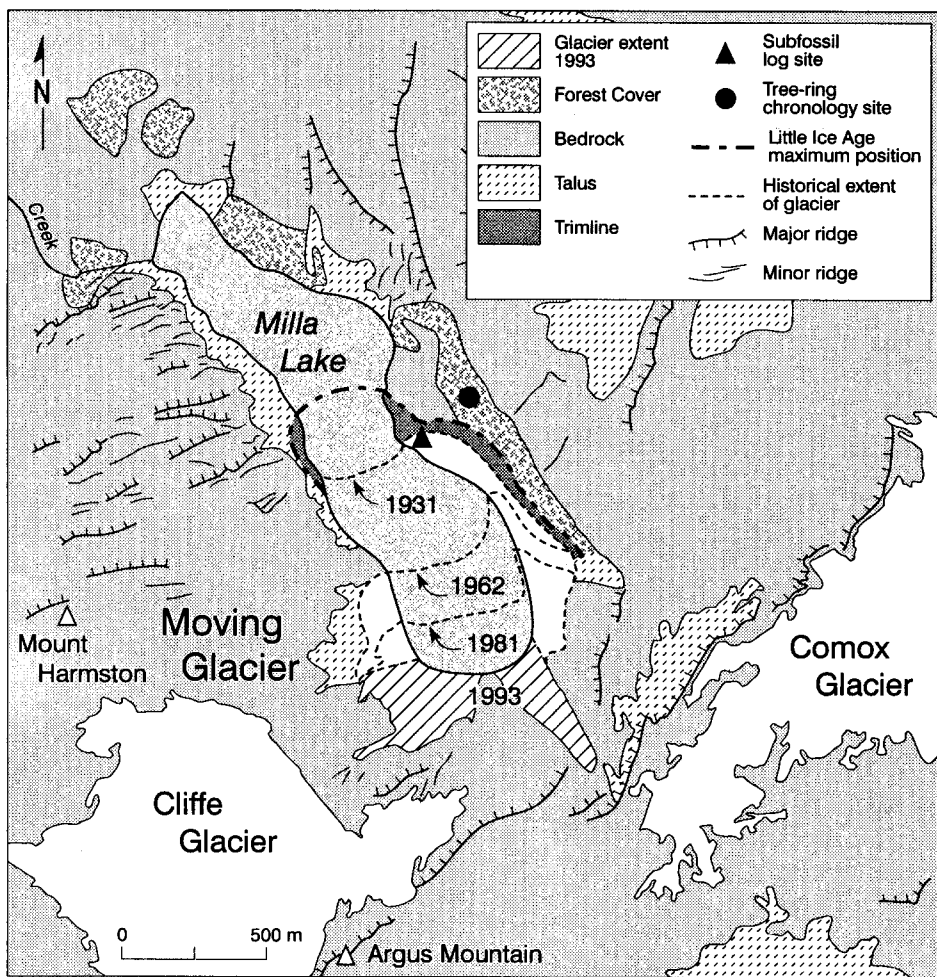 Glacier extent
1993
Forest Cover
Bedrock
Talus
Trimline
Subfossil
log site
Tree-ring
chronology site
Little Ice Age
maximum position
Historical extent
of glacier
Major ridge
Minor ridge
N
Creek
Milla
Lake
1931
1962
1981
1993
Moving
Glacier
Mount
Harmston
Comox
Glacier
Cliffe
Glacier
0 500 m
Argus Mountain